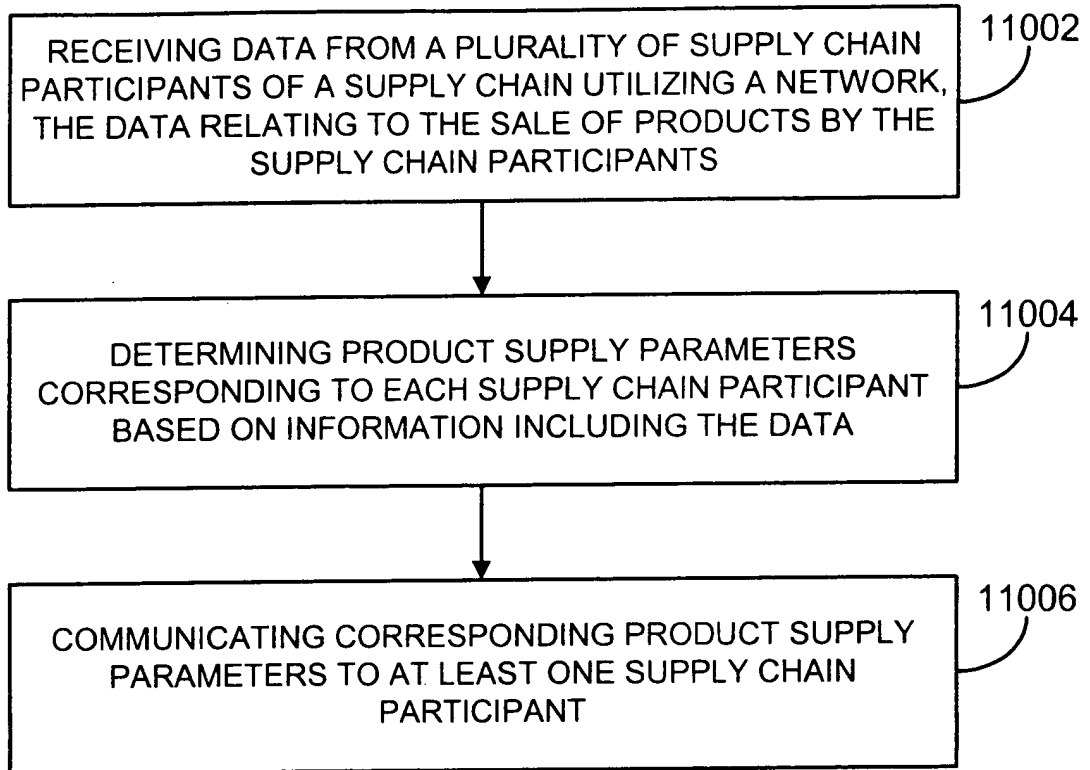 11002
RECEIVING DATA FROM A PLURALITY OF SUPPLY CHAIN
PARTICIPANTS OF A SUPPLY CHAIN UTILIZING A NETWORK,
THE DATA RELATING TO THE SALE OF PRODUCTS BY THE
SUPPLY CHAIN PARTICIPANTS
11004
DETERMINING PRODUCT SUPPLY PARAMETERS
CORRESPONDING TO EACH SUPPLY CHAIN PARTICIPANT
BASED ON INFORMATION INCLUDING THE DATA
11006
COMMUNICATING CORRESPONDING PRODUCT SUPPLY
PARAMETERS TO AT LEAST ONE SUPPLY CHAIN
PARTICIPANT